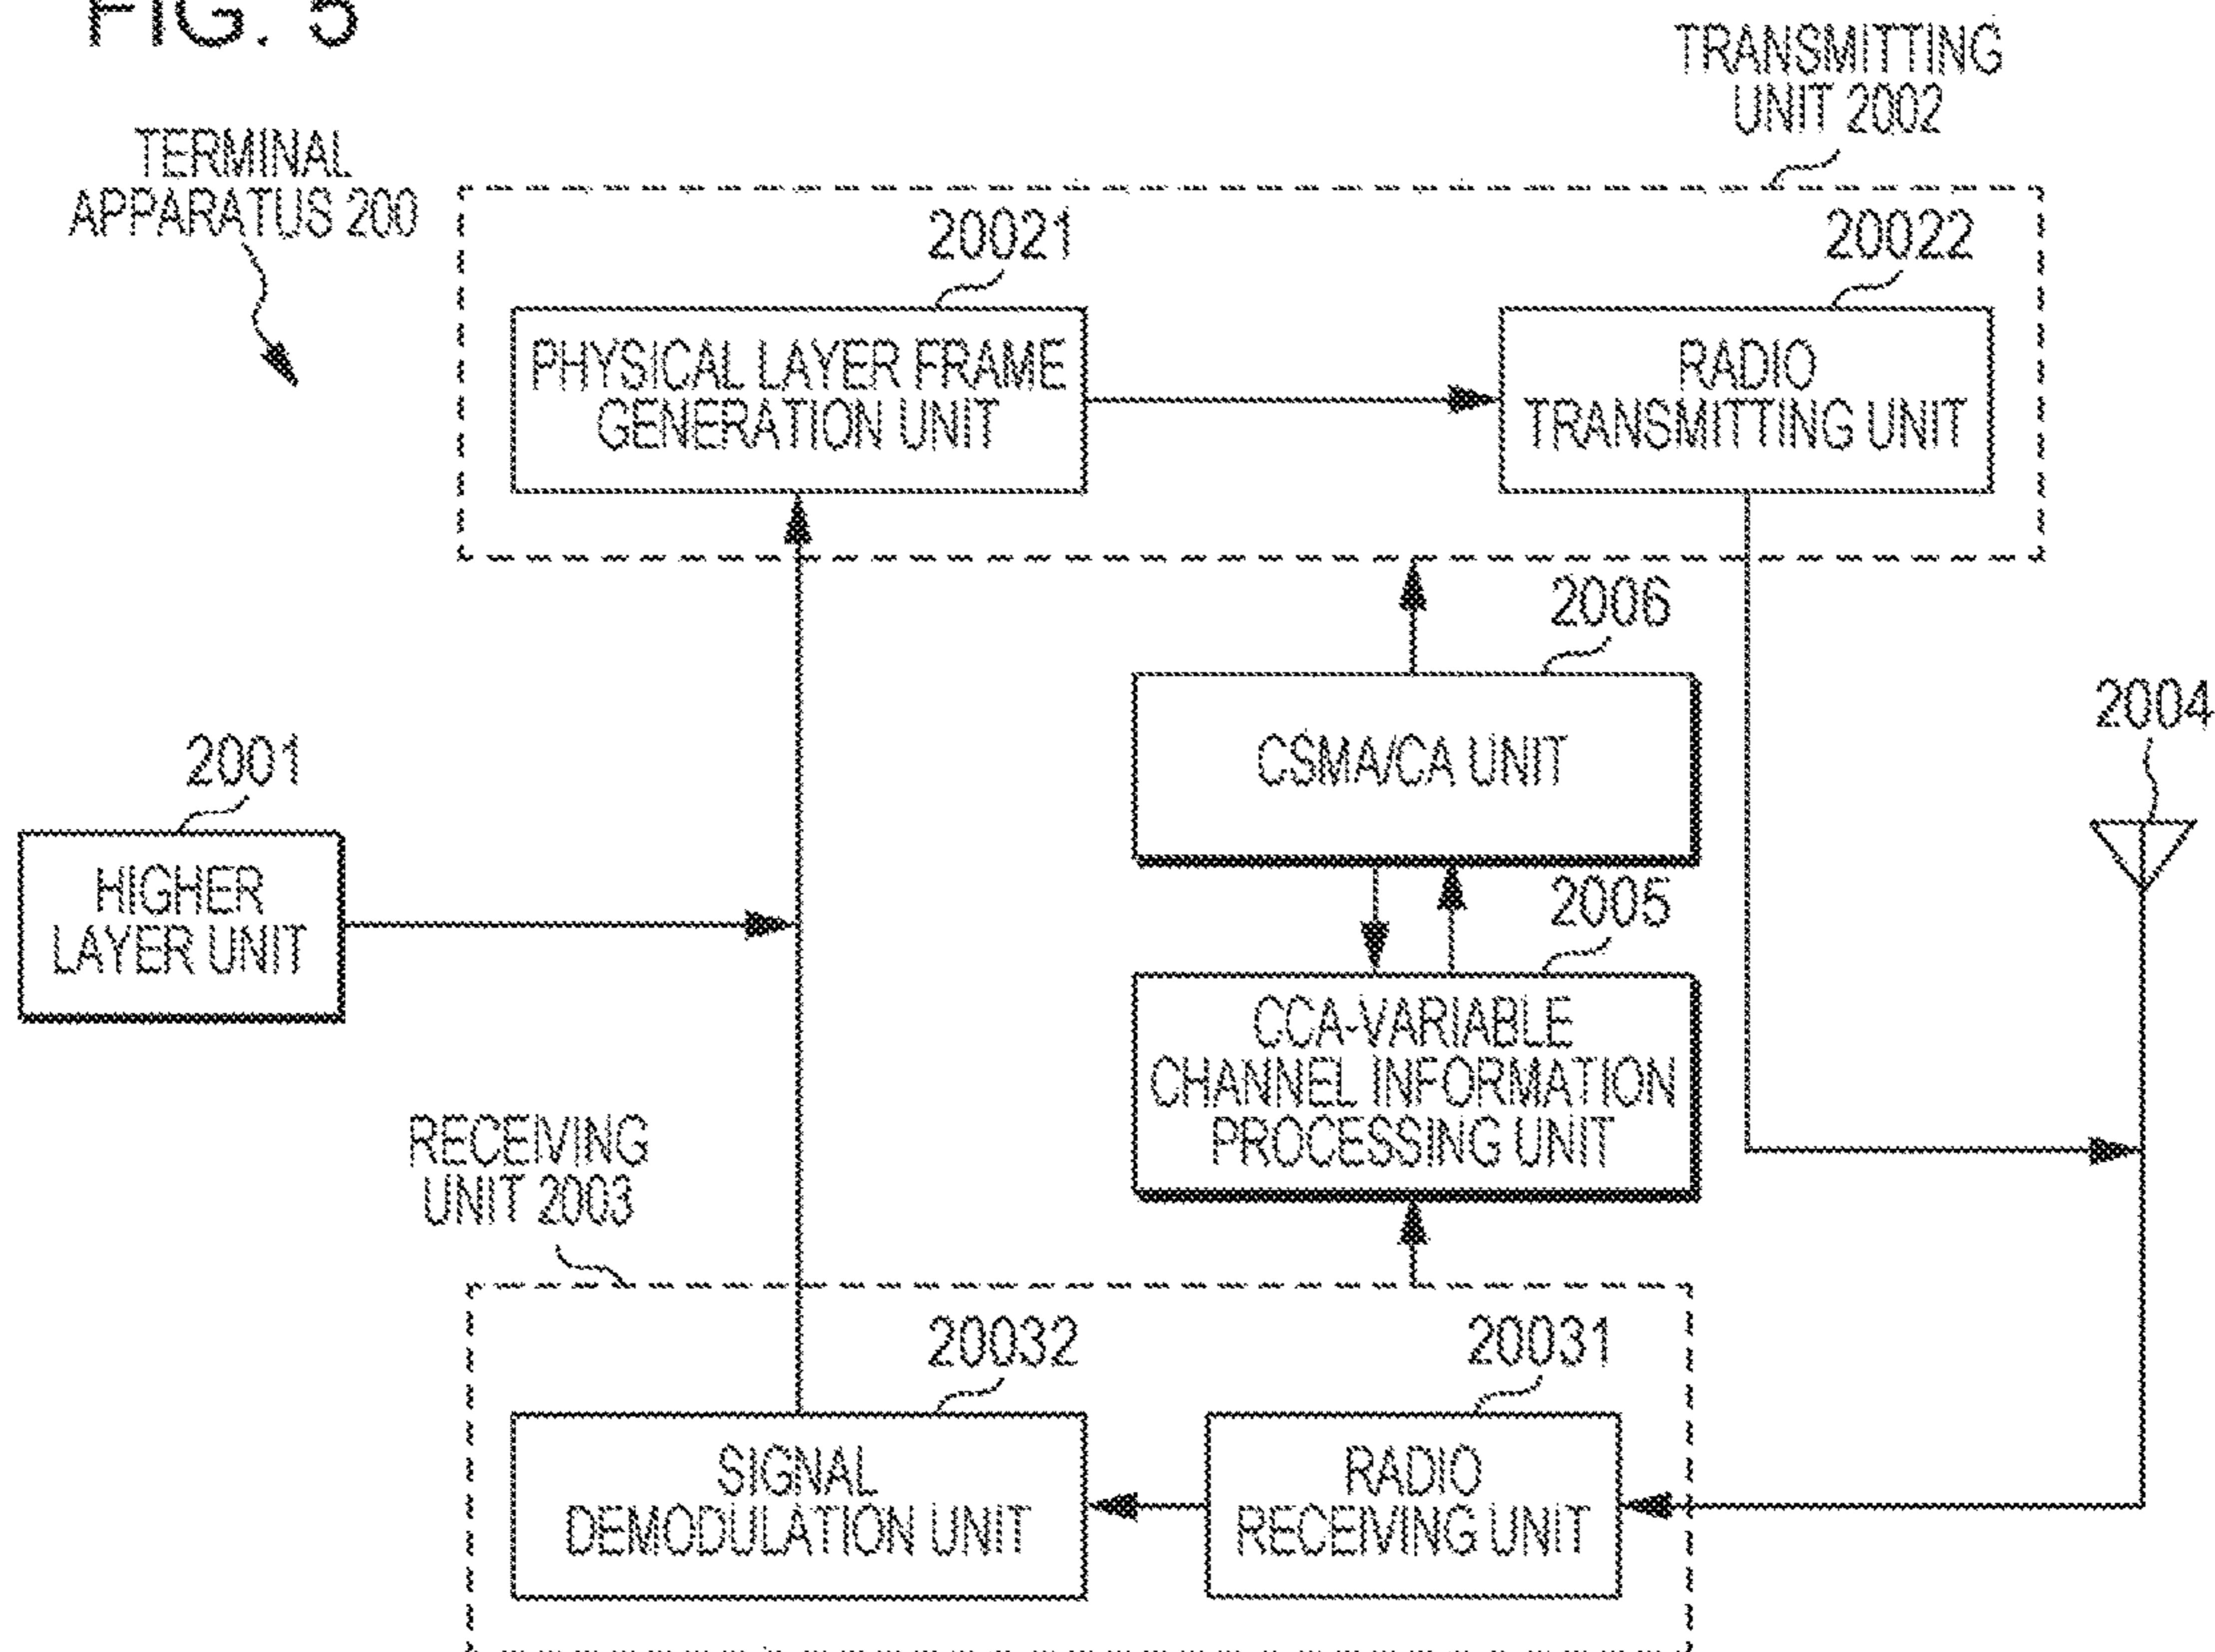 FIG. 5
TRANSMITTING
UNIT 2002
TERMINAL
APPARATUS 200
20021
20022
PHYSICAL LAYER FRAME
GENERATION UNIT
RADIO
TRANSMITTING UNIT
2006
CSMA/CA UNIT
2004
2001
HIGHER
LAYER UNIT
2005
CCA-VARIABLE
CHANNEL INFORMATION
PROCESSING UNIT
RECEIVING
UNIT 2003
20032
20031
SIGNAL
DEMODULATION UNIT
RADIO
RECEIVING UNIT